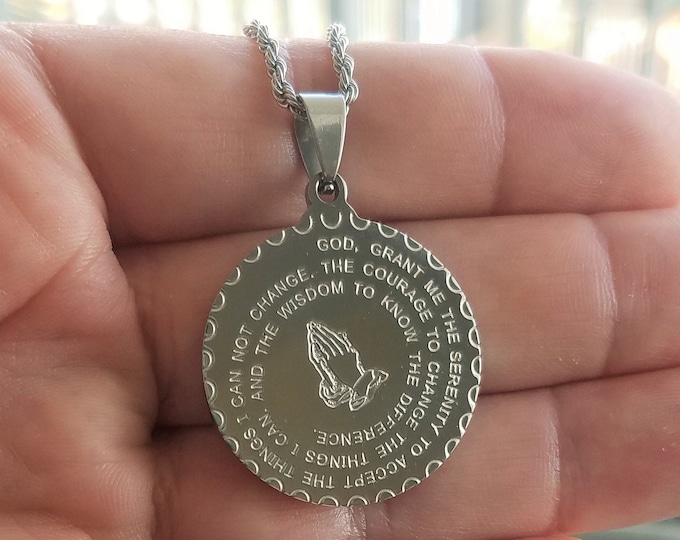 GOD, GRANT ME THE SERENITY TO ACCEPT THE THINGS I CAN NOT CHANGE. THE COURAGE TO CHANGE THE THINGS I CAN, AND THE WISDOM TO KNOW THE DIFFERENCE.